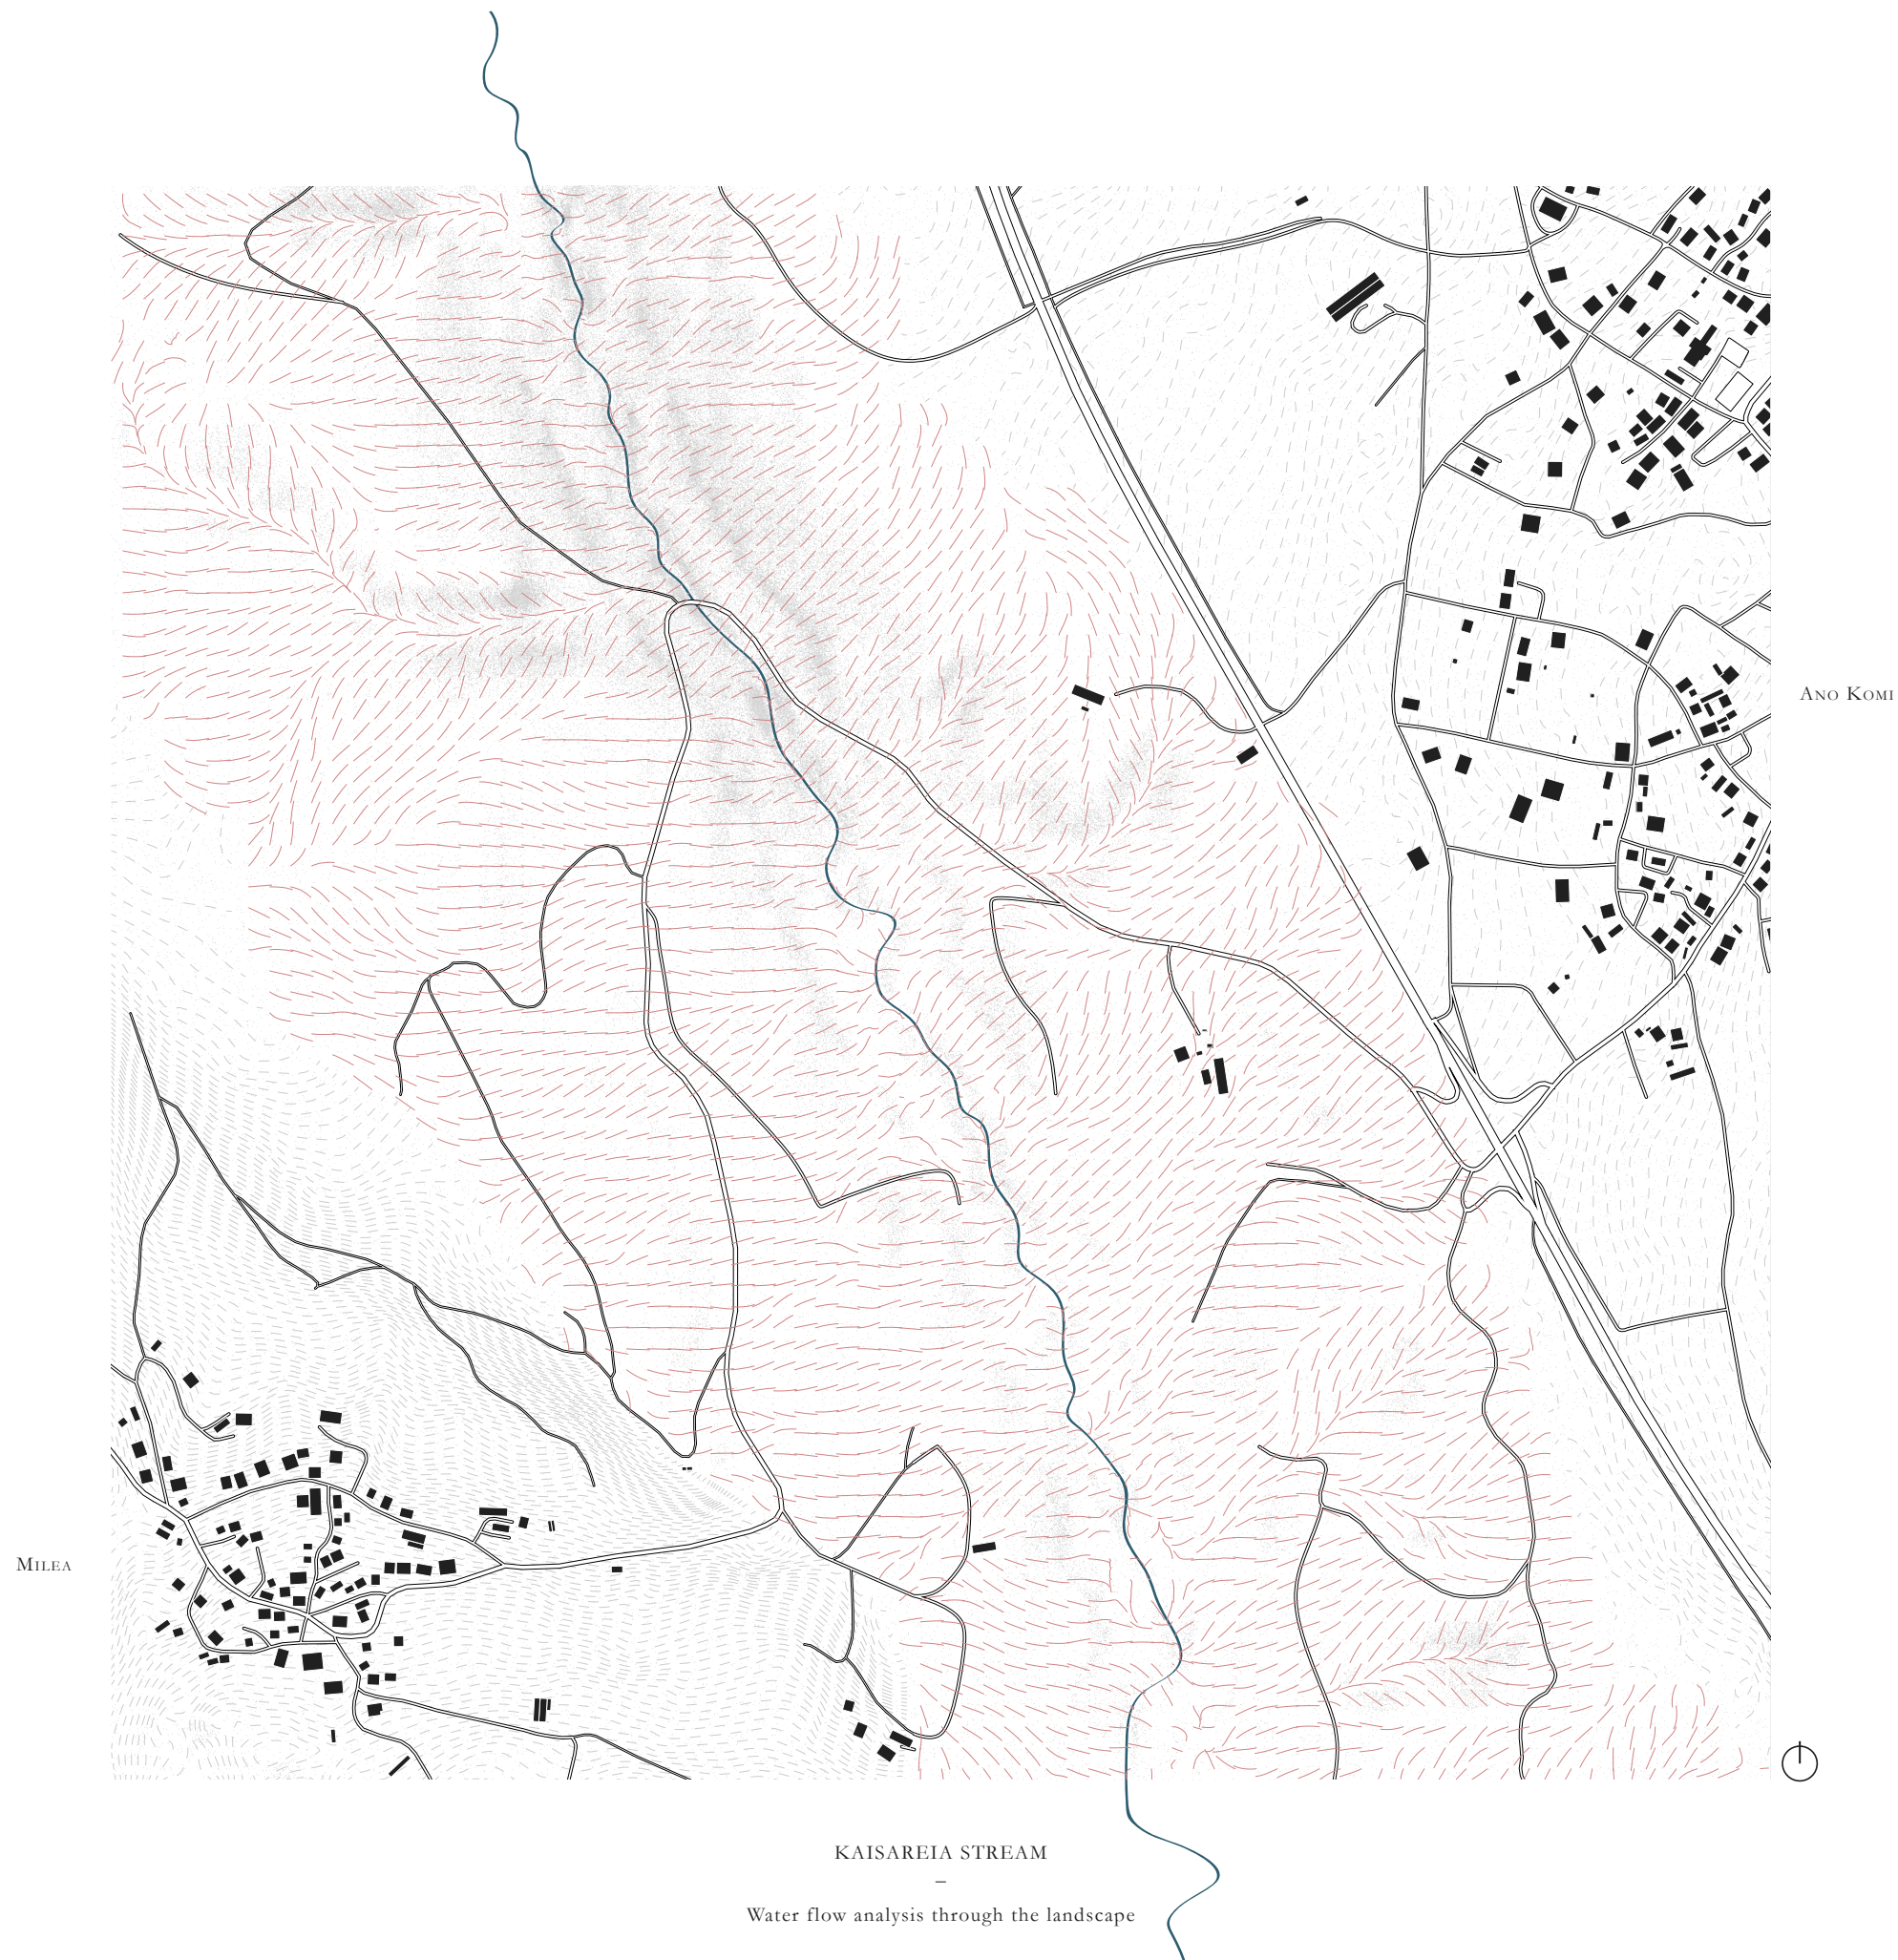 Ano Komi
Milea
KAISAREIA STREAM
–
Water flow analysis through the landscape